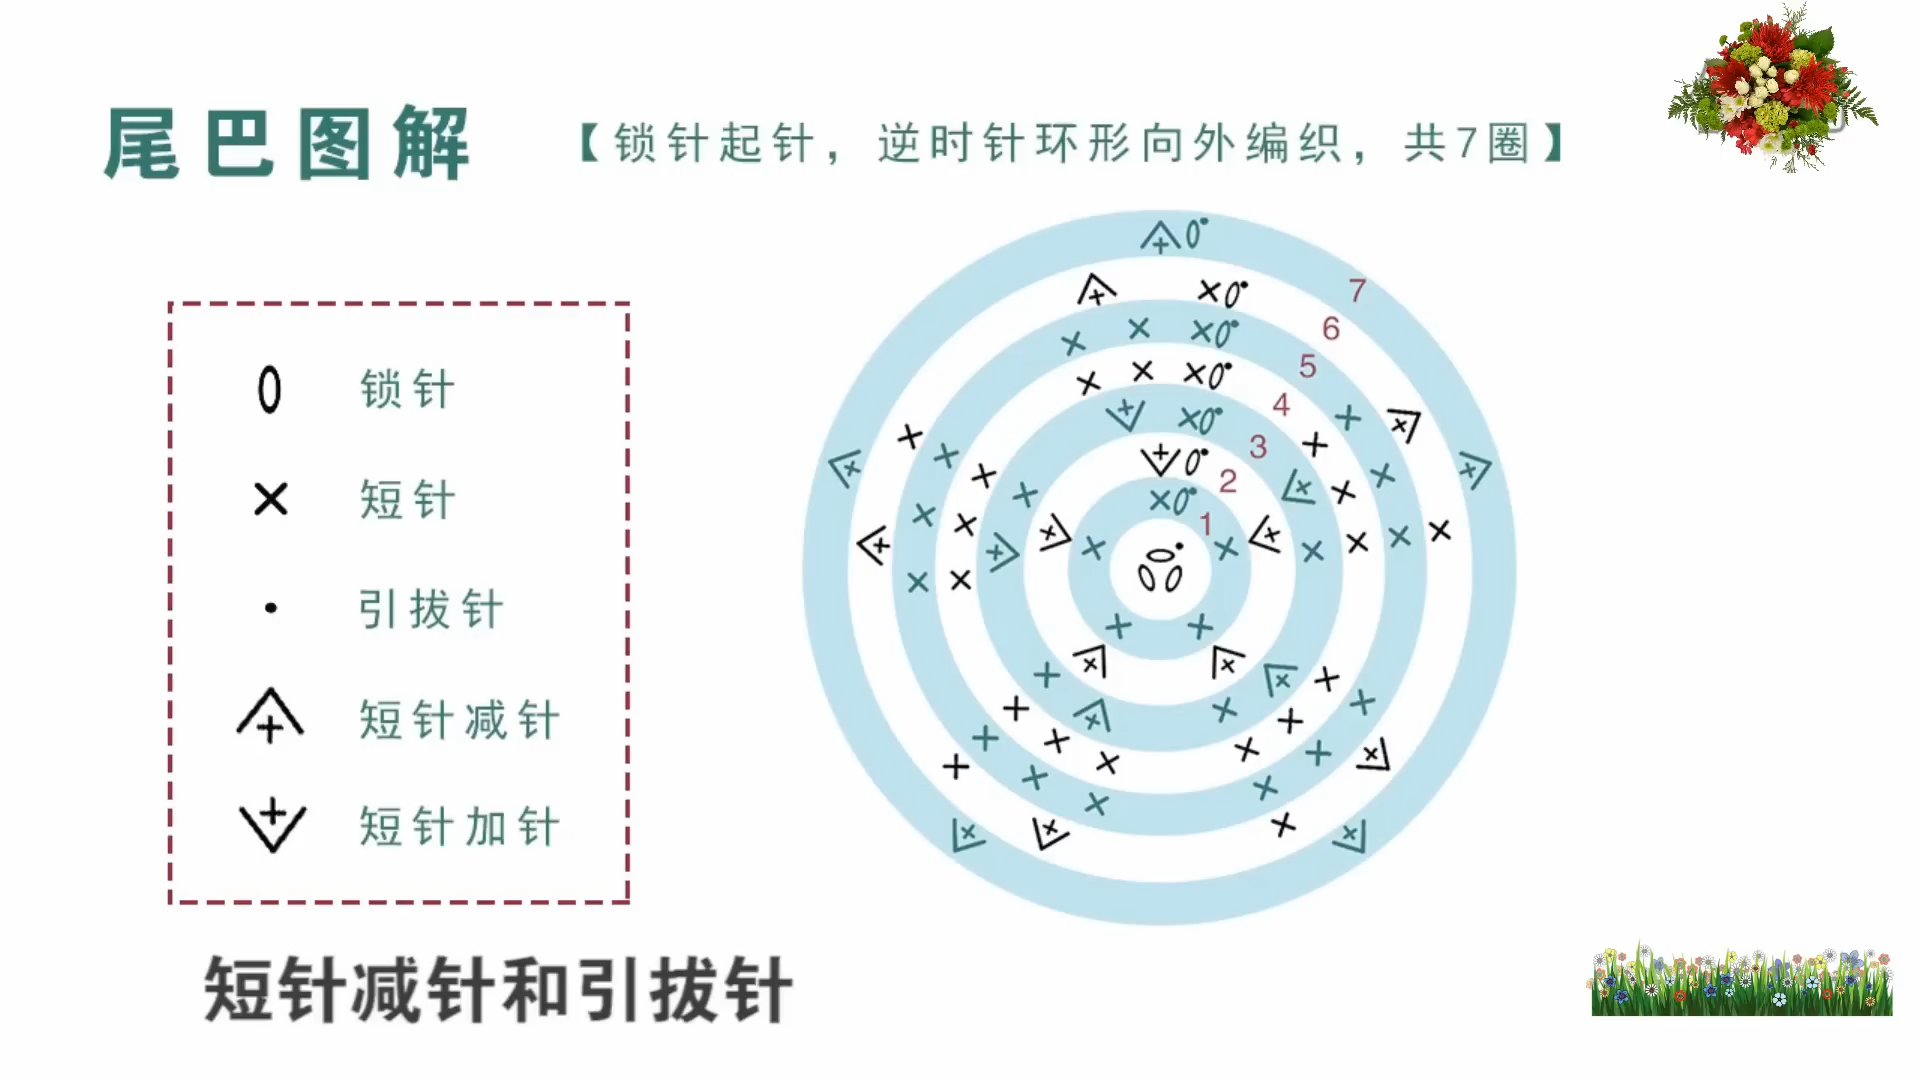 尾巴图解
【锁针起针，逆时针环形向外编织，共7圈】
锁针
短针
引拔针
短针减针
短针加针
7
6
5
4
3
2
1
短针减针和引拔针